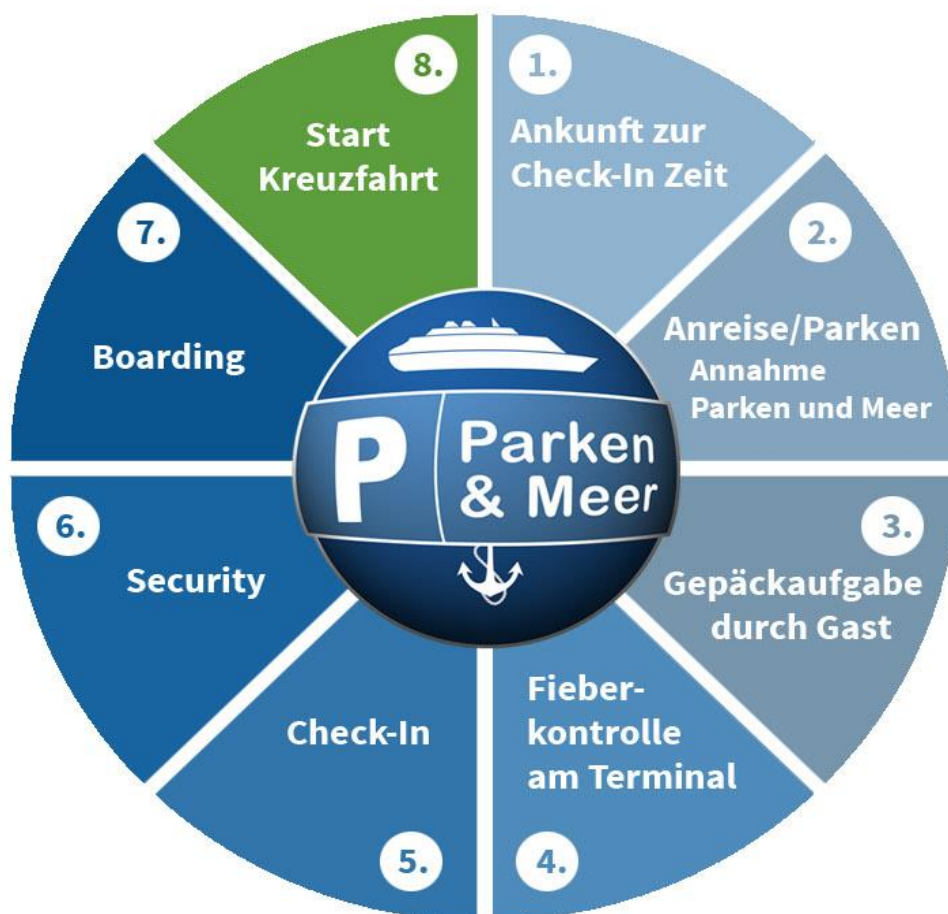 1.
Ankunft zur
Check-In Zeit
2.
Anreise/Parken
Annahme
Parken und Meer
3.
Gepäckaufgabe
durch Gast
4.
Fieber-
kontrolle
am Terminal
5.
Check-In
6.
Security
7.
Boarding
8.
Start
Kreuzfahrt
P
Parken
& Meer